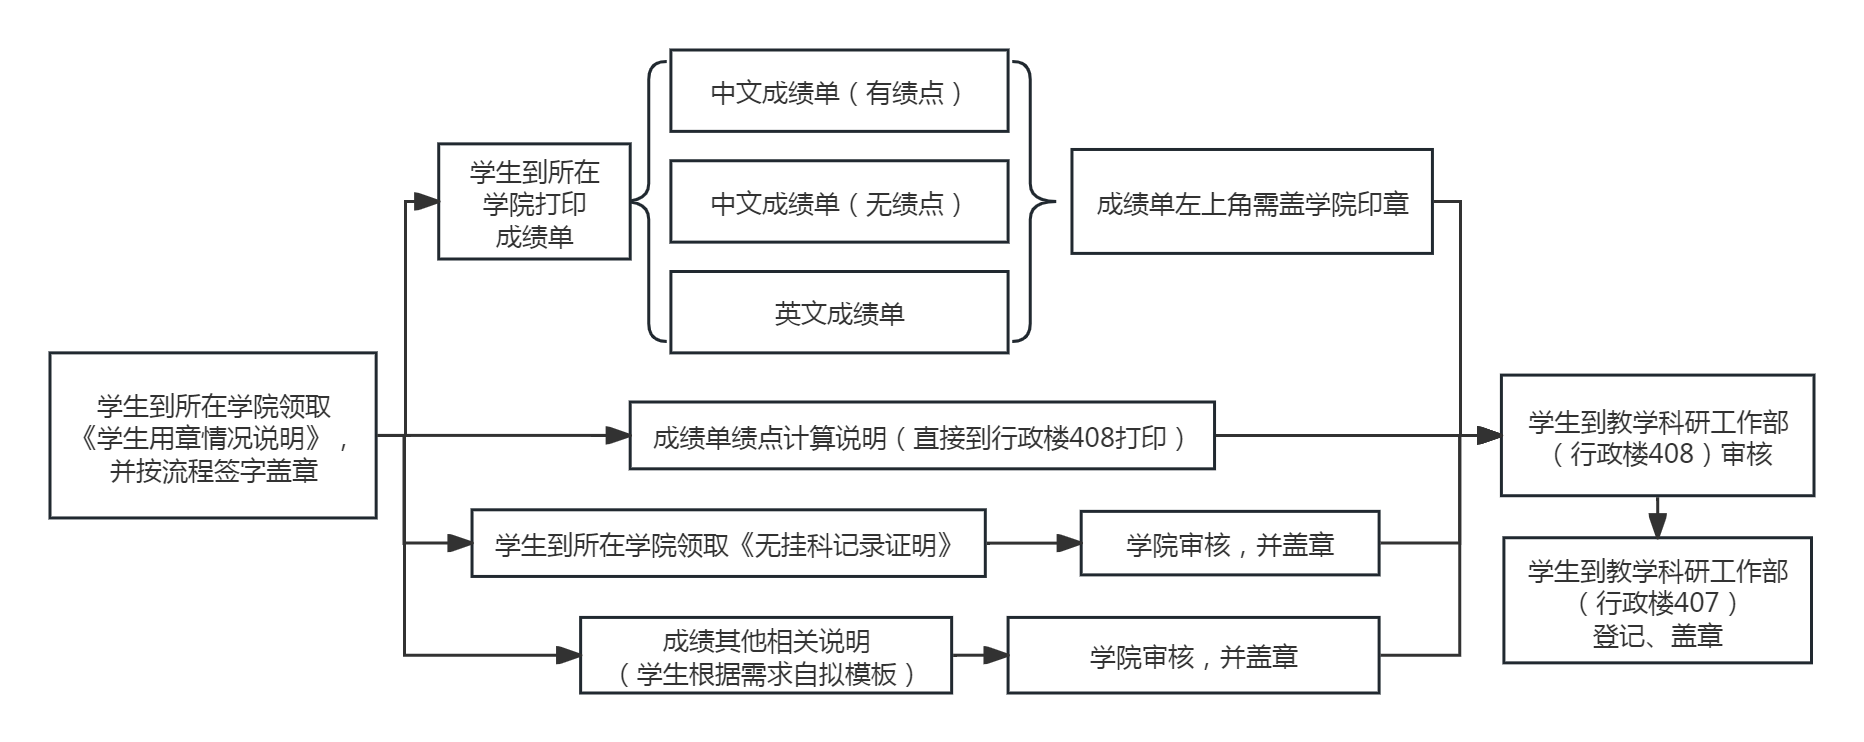 学生到所在学院领取
《学生用章情况说明》，
并按流程签字盖章
学生到所在
学院打印
成绩单
中文成绩单（有绩点）
中文成绩单（无绩点）
英文成绩单
成绩单左上角需盖学院印章
成绩单绩点计算说明（直接到行政楼408打印）
学生到所在学院领取《无挂科记录证明》
学院审核，并盖章
成绩其他相关说明
（学生根据需求自拟模板）
学院审核，并盖章
学生到教学科研工作部
（行政楼408）审核
学生到教学科研工作部
（行政楼407）
登记、盖章